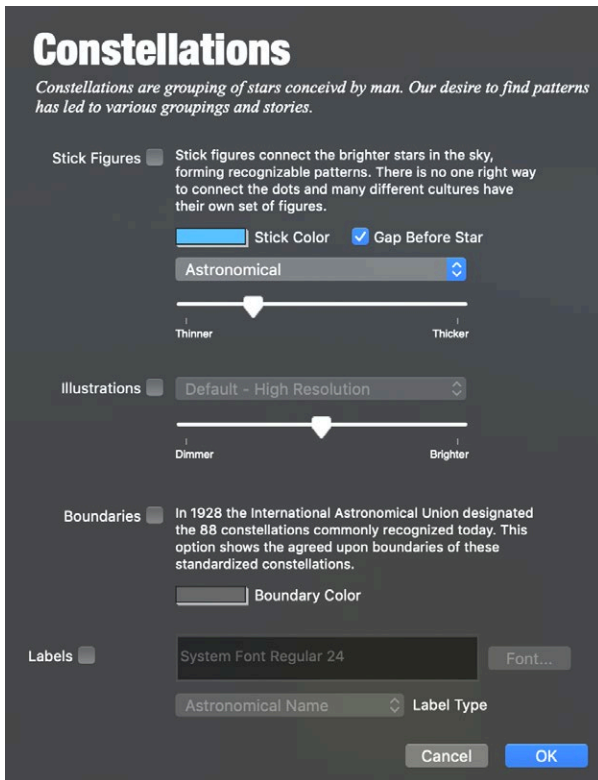 Constellations
Constellations are grouping of stars conceivd by man. Our desire to find patterns
has led to various groupings and stories.
Stick Figures
Stick figures connect the brighter stars in the sky,
forming recognizable patterns. There is no one right way
to connect the dots and many different cultures have
their own set of figures.
Stick Color Gap Before Star
Astronomical
Thinner Thicker
Illustrations Default - High Resolution
Dimmer Brighter
Boundaries
In 1928 the International Astronomical Union designated
the 88 constellations commonly recognized today. This
option shows the agreed upon boundaries of these
standardized constellations.
Boundary Color
Labels System Font Regular 24 Font...
Astronomical Name Label Type
Cancel OK